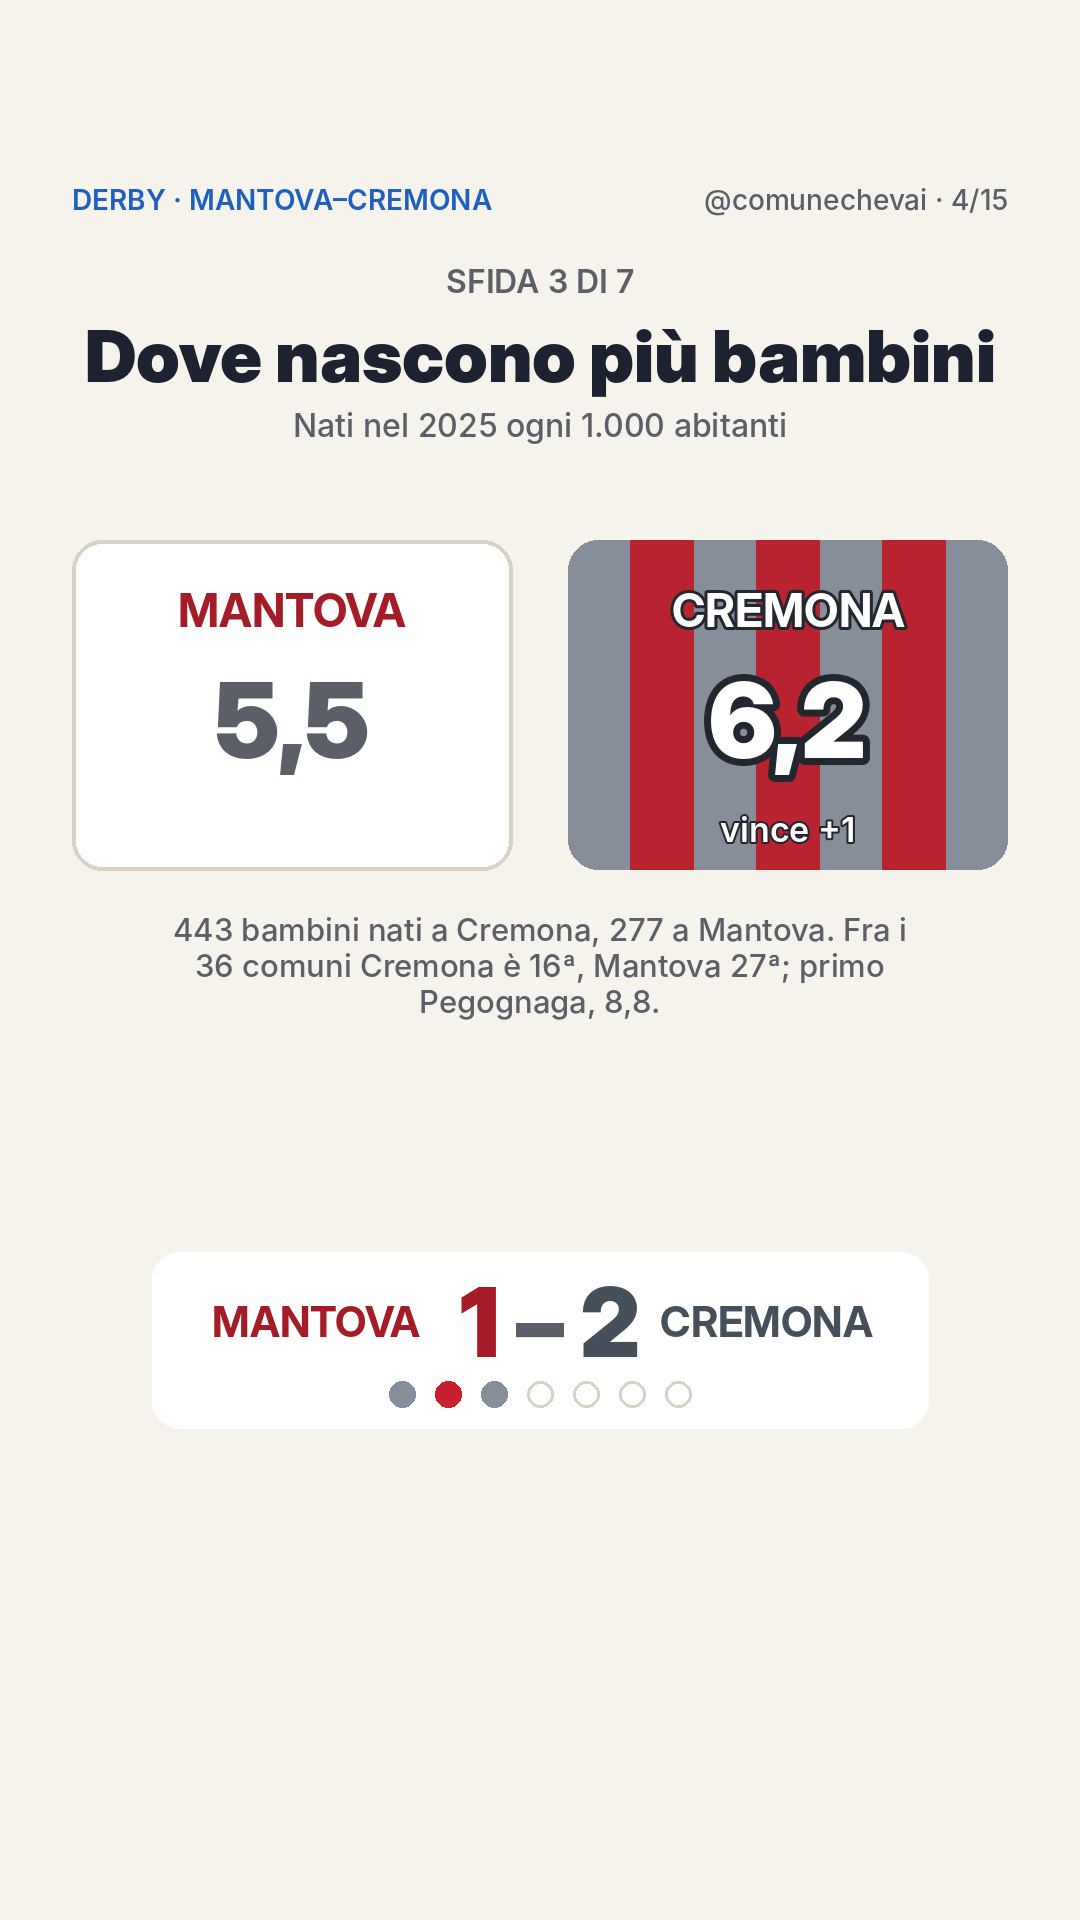 DERBY · MANTOVA–CREMONA
@comunechevai · 4/15
SFIDA 3 DI 7
Dove nascono più bambini
Nati nel 2025 ogni 1.000 abitanti
MANTOVA
5,5
CREMONA
6,2
vince +1
443 bambini nati a Cremona, 277 a Mantova. Fra i
36 comuni Cremona è 16ª, Mantova 27ª; primo
Pegognaga, 8,8.
MANTOVA 1–2 CREMONA